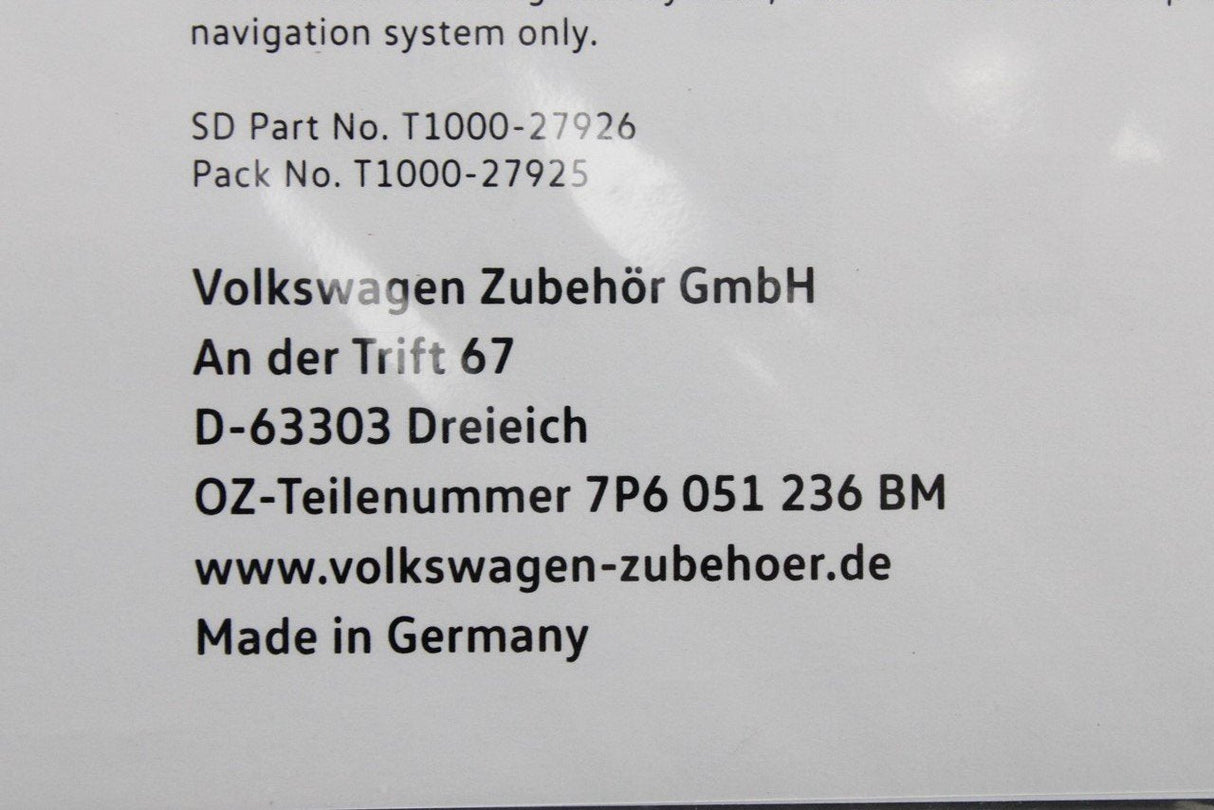 navigation system only.
SD Part No. T1000-27926
Pack No. T1000-27925
Volkswagen Zubehör GmbH
An der Trift 67
D-63303 Dreieich
OZ-Teilenummer 7P6 051 236 BM
www.volkswagen-zubehoer.de
Made in Germany